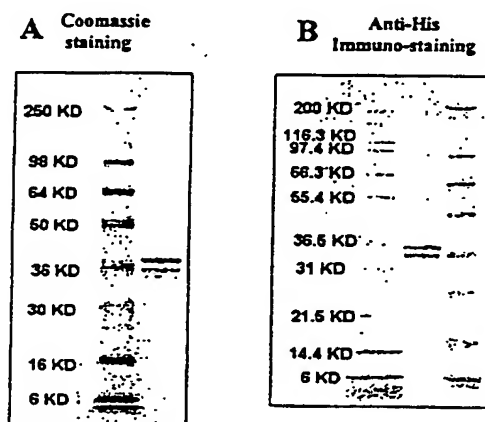 A Coomassie
staining
250 KD
98 KD
64 KD
50 KD
36 KD
30 KD
16 KD
6 KD
B Anti-His
Immuno-staining
200 KD
116.3 KD
97.4 KD
66.3 KD
55.4 KD
36.5 KD
31 KD
21.5 KD
14.4 KD
6 KD